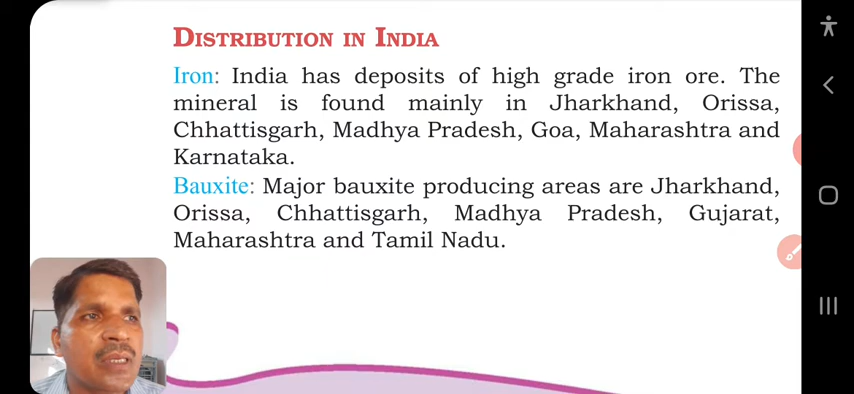 DISTRIBUTION IN INDIA
Iron: India has deposits of high grade iron ore. The
mineral is found mainly in Jharkhand, Orissa,
Chhattisgarh, Madhya Pradesh, Goa, Maharashtra and
Karnataka.
Bauxite: Major bauxite producing areas are Jharkhand,
Orissa, Chhattisgarh, Madhya Pradesh, Gujarat,
Maharashtra and Tamil Nadu.